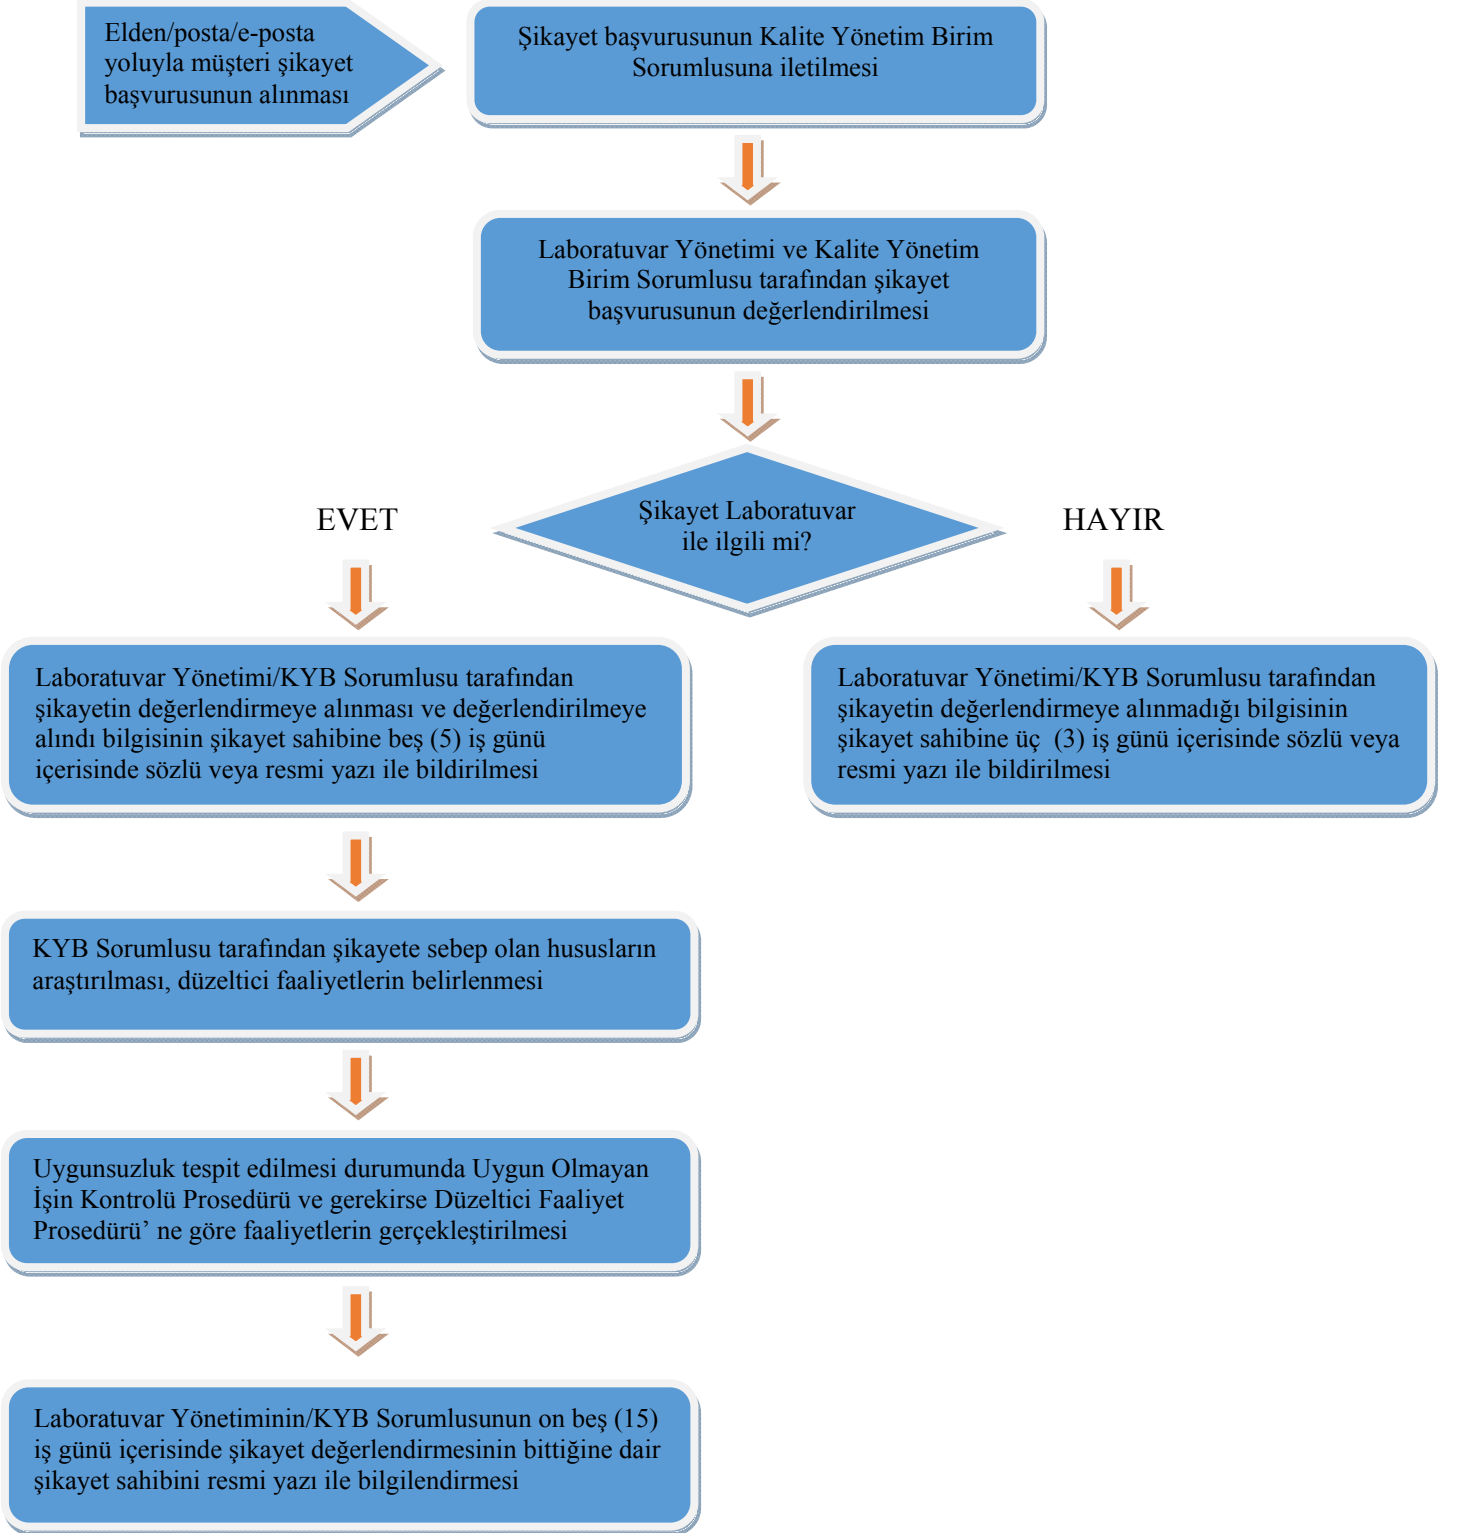 Elden/posta/e-posta
yoluyla müşteri şikayet
başvurusunun alınması
Şikayet başvurusunun Kalite Yönetim Birim
Sorumlusuna iletilmesi
Laboratuvar Yönetimi ve Kalite Yönetim
Birim Sorumlusu tarafından şikayet
başvurusunun değerlendirilmesi
Şikayet Laboratuvar
ile ilgili mi?
EVET
HAYIR
Laboratuvar Yönetimi/KYB Sorumlusu tarafından
şikayetin değerlendirmeye alınması ve değerlendirilmeye
alındı bilgisinin şikayet sahibine beş (5) iş günü
içerisinde sözlü veya resmi yazı ile bildirilmesi
Laboratuvar Yönetimi/KYB Sorumlusu tarafından
şikayetin değerlendirmeye alınmadığı bilgisinin
şikayet sahibine üç  (3) iş günü içerisinde sözlü veya
resmi yazı ile bildirilmesi
KYB Sorumlusu tarafından şikayete sebep olan hususların
araştırılması, düzeltici faaliyetlerin belirlenmesi
Uygunsuzluk tespit edilmesi durumunda Uygun Olmayan
İşin Kontrolü Prosedürü ve gerekirse Düzeltici Faaliyet
Prosedürü’ ne göre faaliyetlerin gerçekleştirilmesi
Laboratuvar Yönetiminin/KYB Sorumlusunun on beş (15)
iş günü içerisinde şikayet değerlendirmesinin bittiğine dair
şikayet sahibini resmi yazı ile bilgilendirmesi